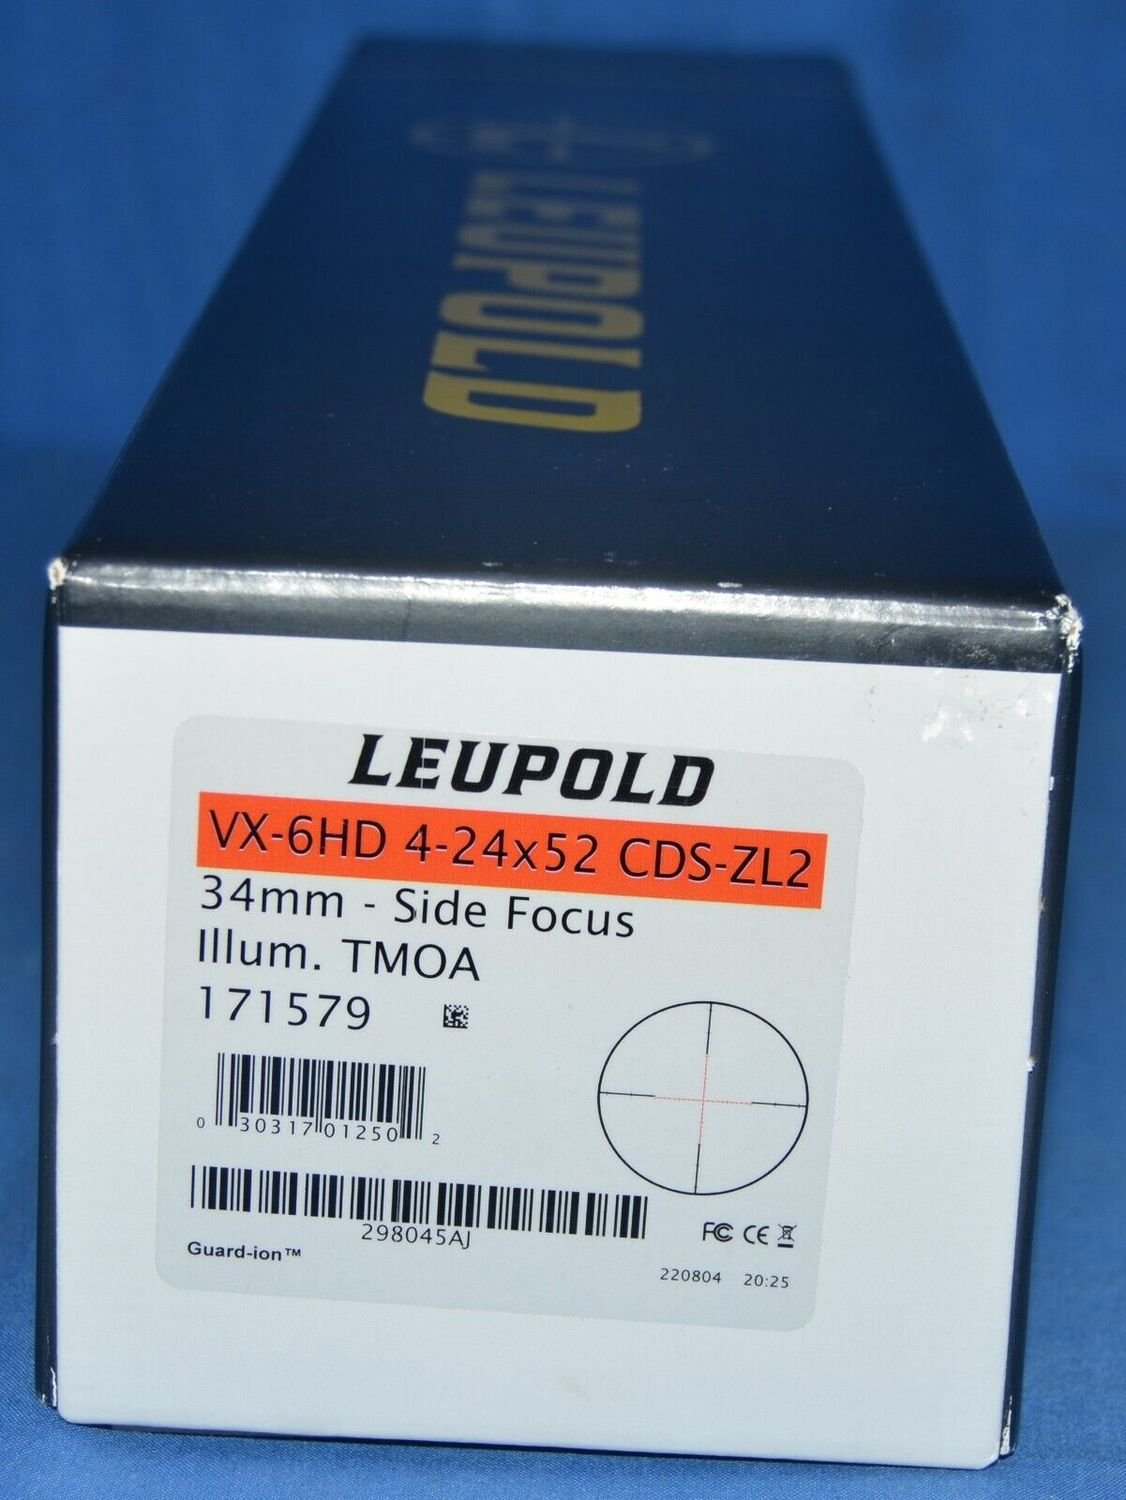 LEUPOLD
LEUPOLD
VX-6HD 4-24x52 CDS-ZL2
34mm - Side Focus
Illum. TMOA
171579
0 30317 01250 2
298045AJ
Guard-ion™
FC CE
220804 20:25